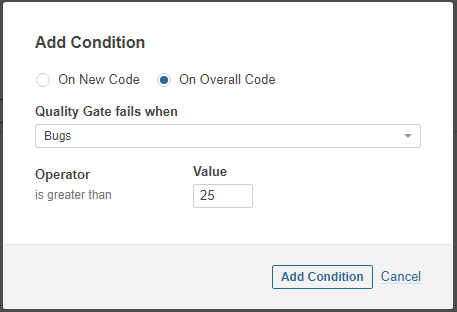 Add Condition
On New Code On Overall Code
Quality Gate fails when
Bugs
Operator Value
is greater than 25
Add Condition Cancel